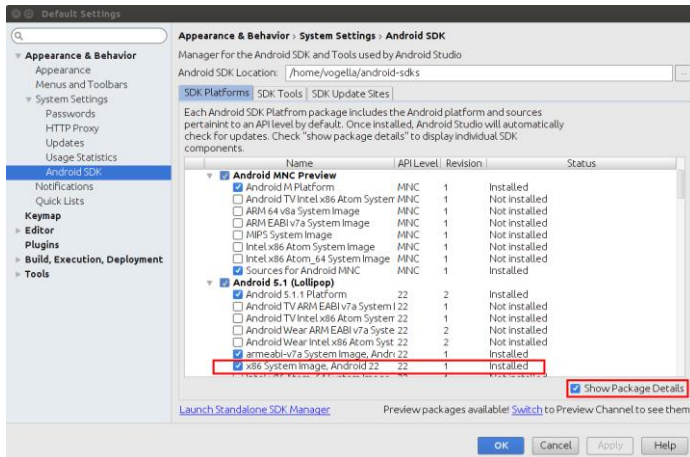 Default Settings
Appearance & Behavior
Appearance
Menus and Toolbars
System Settings
Passwords
HTTP Proxy
Updates
Usage Statistics
Android SDK
Notifications
Quick Lists
Keymap
Editor
Plugins
Build, Execution, Deployment
Tools
Appearance & Behavior › System Settings › Android SDK
Manager for the Android SDK and Tools used by Android Studio
Android SDK Location: /home/vogella/android-sdks ...
SDK Platforms SDK Tools SDK Update Sites
Each Android SDK Platfrom package includes the Android platform and sources
pertainint to an API level by default. Once installed, Android Studio will automatically
check for updates. Check "show package details" to display individual SDK
components.
Name API Level Revision Status
Android MNC Preview
Android M Platform MNC 1 Installed
Android TV Intel x86 Atom System MNC 1 Not installed
ARM 64 v8a System Image MNC 1 Not installed
ARM EABI v7a System Image MNC 1 Not installed
MIPS System Image MNC 1 Not installed
Intel x86 Atom System Image MNC 1 Not installed
Intel x86 Atom_64 System Image MNC 1 Not installed
Sources for Android MNC MNC 1 Installed
Android 5.1 (Lollipop)
Android 5.1.1 Platform 22 2 Installed
Android TV ARM EABI v7a System I 22 1 Not installed
Android TV Intel x86 Atom System 22 1 Not installed
Android Wear ARM EABI v7a Syste 22 2 Not installed
Android Wear Intel x86 Atom Syst 22 2 Not installed
armeabi-v7a System Image, Andro 22 1 Installed
x86 System Image, Android 22 22 1 Installed
Show Package Details
Launch Standalone SDK Manager Preview packages available! Switch to Preview Channel to see them
OK Cancel Apply Help